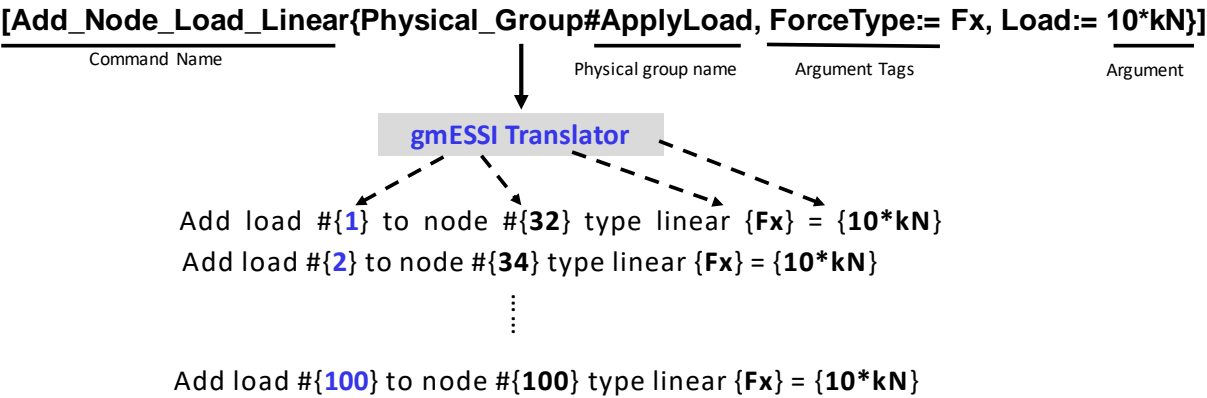 [Add_Node_Load_Linear{Physical_Group#ApplyLoad, ForceType:= Fx, Load:= 10*kN}]
Command Name Physical group name Argument Tags Argument
gmESSI Translator
Add load #{1} to node #{32} type linear {Fx} = {10*kN}
Add load #{2} to node #{34} type linear {Fx} = {10*kN}
Add load #{100} to node #{100} type linear {Fx} = {10*kN}